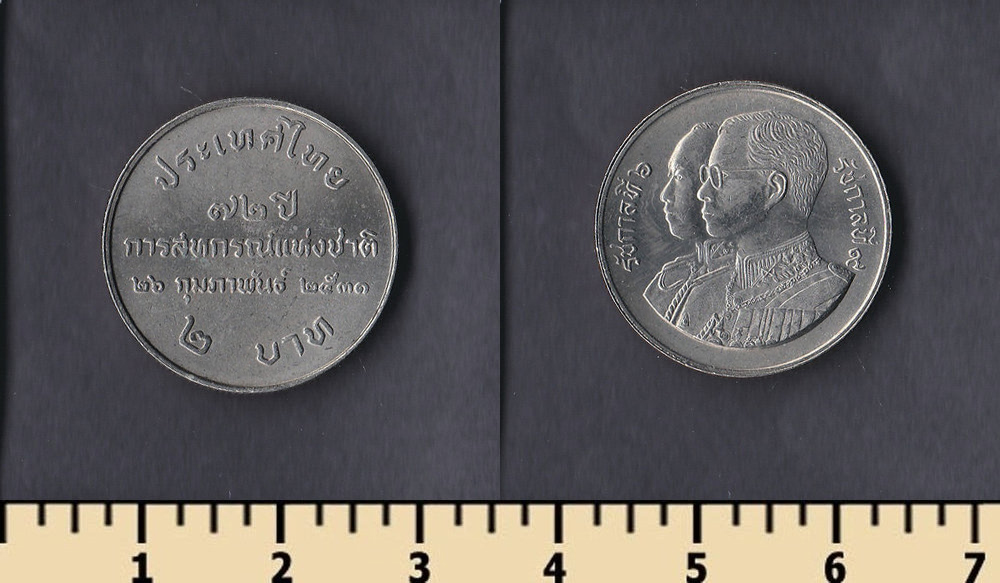 ประเทศไทย
๗๒ ปี
การสหกรณ์แห่งชาติ
๒๖ กุมภาพันธ์ ๒๕๓๑
๒ บาท
รัชกาลที่ ๖
รัชกาลที่ ๙
1 2 3 4 5 6 7